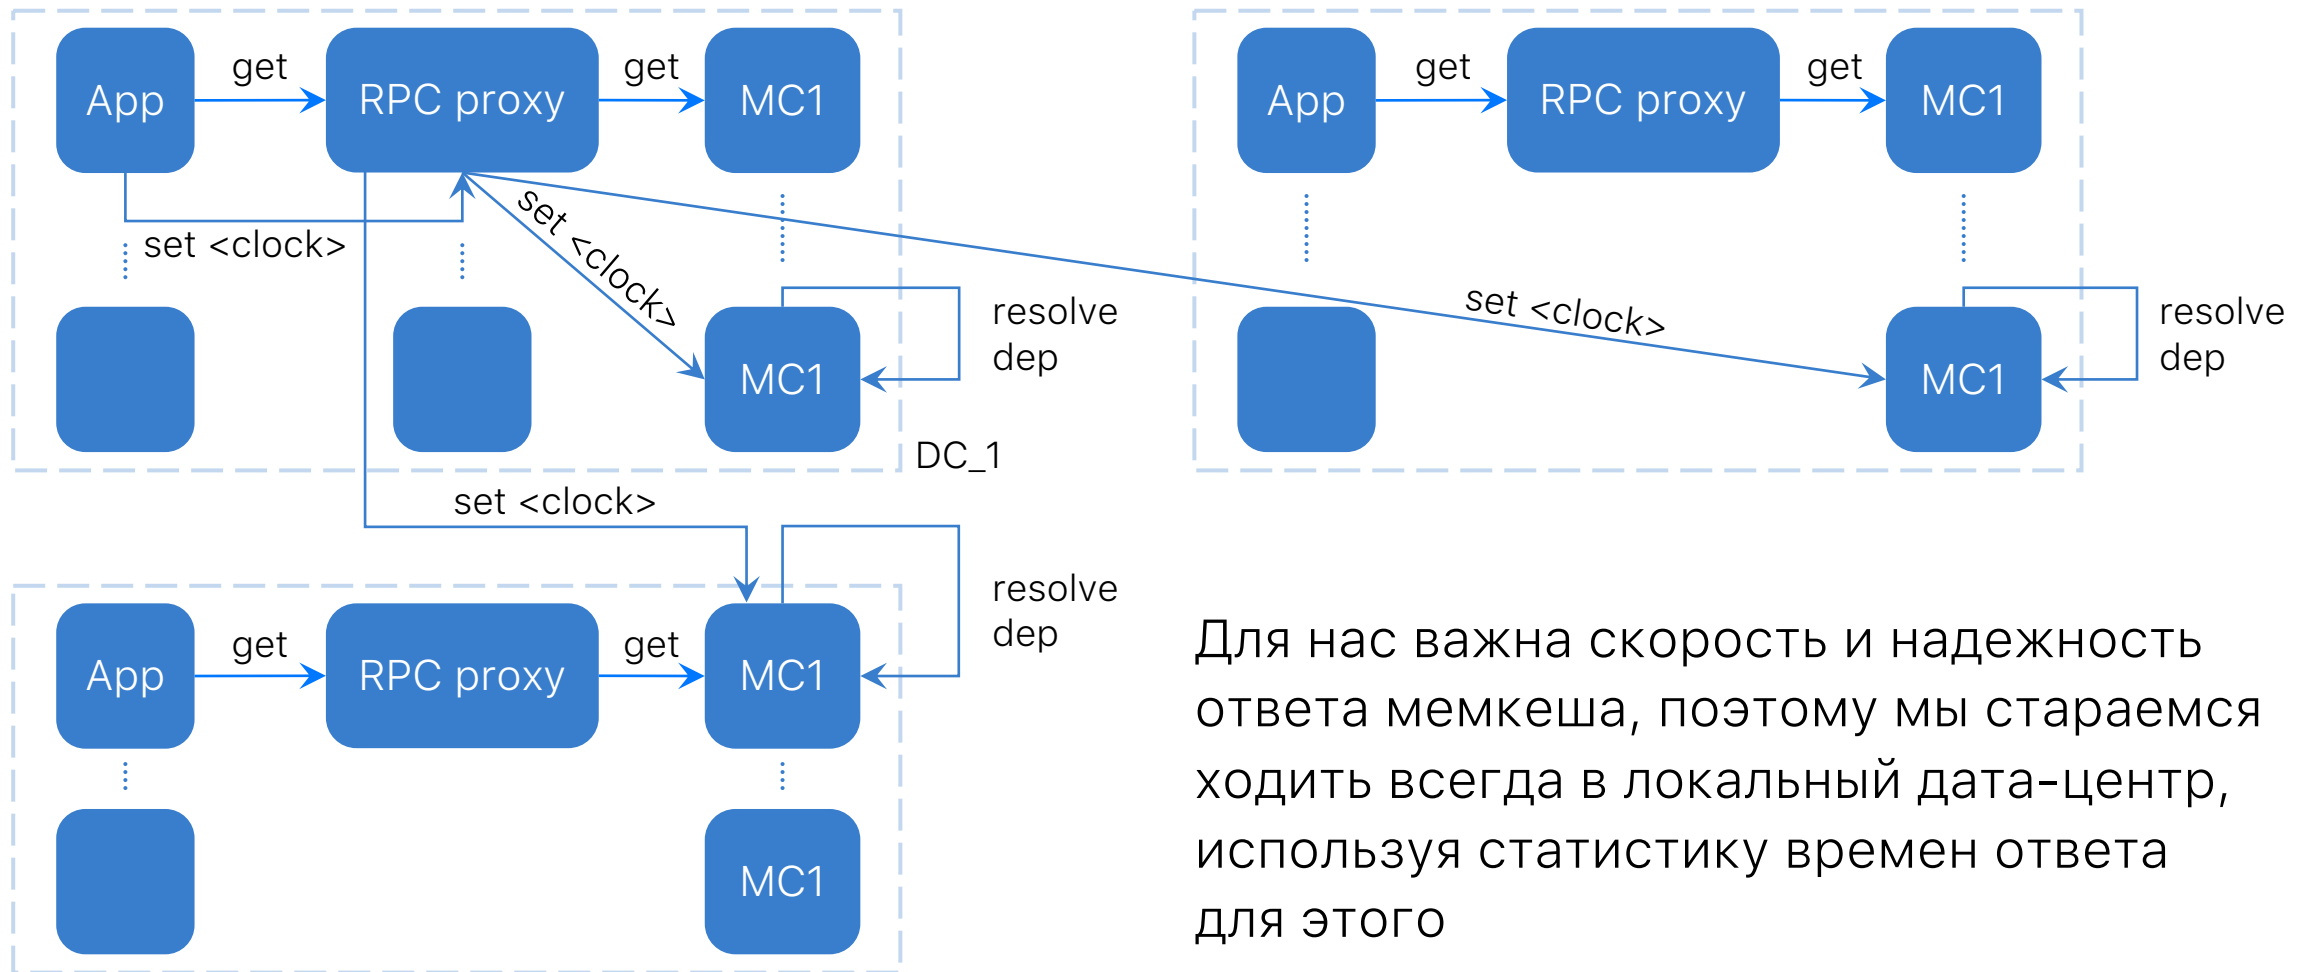 get
get
App
RPC proxy
MC1
set <clock>
set <clock>
resolve
dep
MC1
DC_1
get
get
App
RPC proxy
MC1
set <clock>
resolve
dep
MC1
set <clock>
resolve
dep
get
get
App
RPC proxy
MC1
MC1
Для нас важна скорость и надежность
ответа мемкеша, поэтому мы стараемся
ходить всегда в локальный дата-центр,
используя статистику времен ответа
для этого